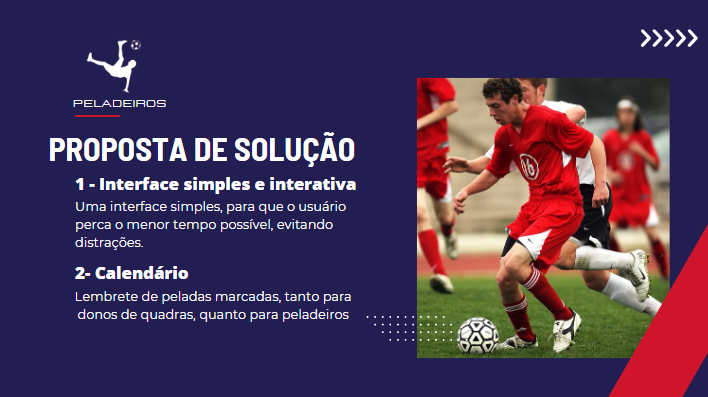 PELADEIROS
PROPOSTA DE SOLUÇÃO
1 - Interface simples e interativa
Uma interface simples, para que o usuário
perca o menor tempo possível, evitando
distrações.
2- Calendário
Lembrete de peladas marcadas, tanto para
donos de quadras, quanto para peladeiros